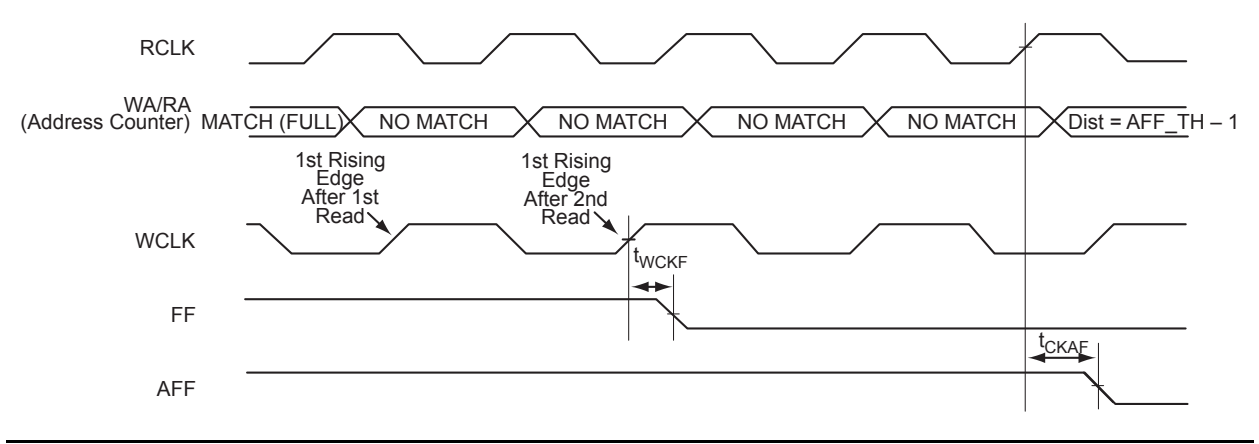 RCLK
WA/RA
(Address Counter) MATCH (FULL) NO MATCH NO MATCH NO MATCH NO MATCH Dist = AFF_TH – 1
1st Rising
Edge
After 1st
Read
1st Rising
Edge
After 2nd
Read
WCLK
tWCKF
FF
tCKAF
AFF